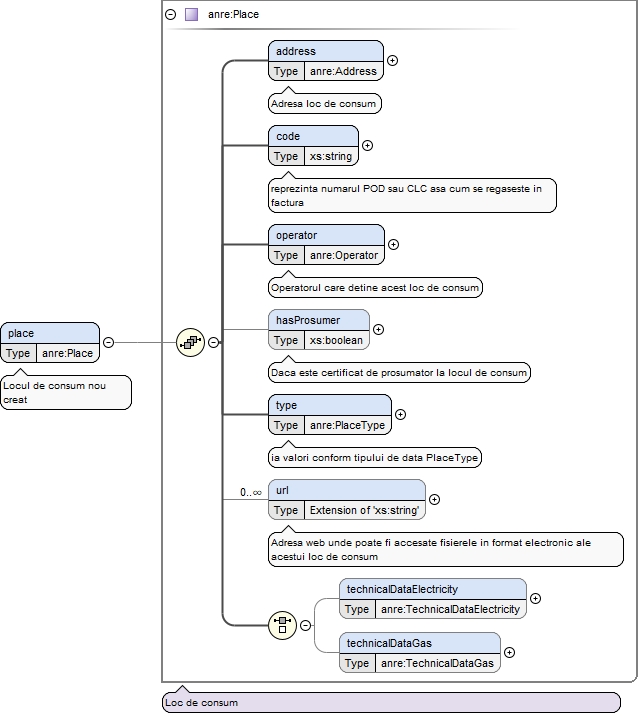 anre:Place
address
Type anre:Address
Adresa loc de consum
code
Type xs:string
reprezinta numarul POD sau CLC asa cum se regaseste in
factura
operator
Type anre:Operator
Operatorul care detine acest loc de consum
place
Type anre:Place
Locul de consum nou
creat
hasProsumer
Type xs:boolean
Daca este certificat de prosumator la locul de consum
type
Type anre:PlaceType
ia valori conform tipului de data PlaceType
0..∞
url
Type Extension of 'xs:string'
Adresa web unde poate fi accesate fisierele in format electronic ale
acestui loc de consum
technicalDataElectricity
Type anre:TechnicalDataElectricity
technicalDataGas
Type anre:TechnicalDataGas
Loc de consum